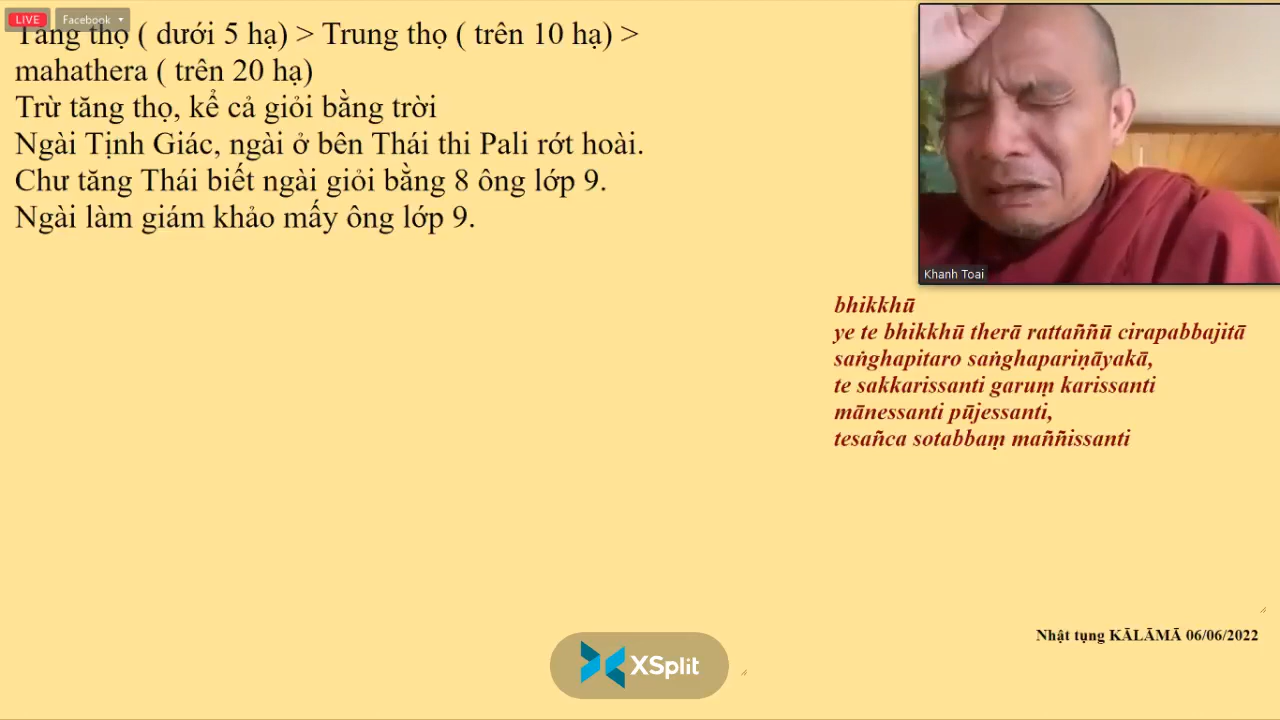 LIVE
Facebook
Tăng thọ ( dưới 5 hạ) > Trung thọ ( trên 10 hạ) >
mahathera ( trên 20 hạ)
Trừ tăng thọ, kể cả giỏi bằng trời
Ngài Tịnh Giác, ngài ở bên Thái thi Pali rớt hoài.
Chư tăng Thái biết ngài giỏi bằng 8 ông lớp 9.
Ngài làm giám khảo mấy ông lớp 9.
Khanh Toai
bhikkhū
ye te bhikkhū therā rattaññū cirapabbajitā
saṅghapitaro saṅghapariṇāyakā,
te sakkarissanti garuṃ karissanti
mānessanti pūjessanti,
tesañca sotabbaṃ maññissanti
Nhật tụng KĀLĀMĀ 06/06/2022
XSplit